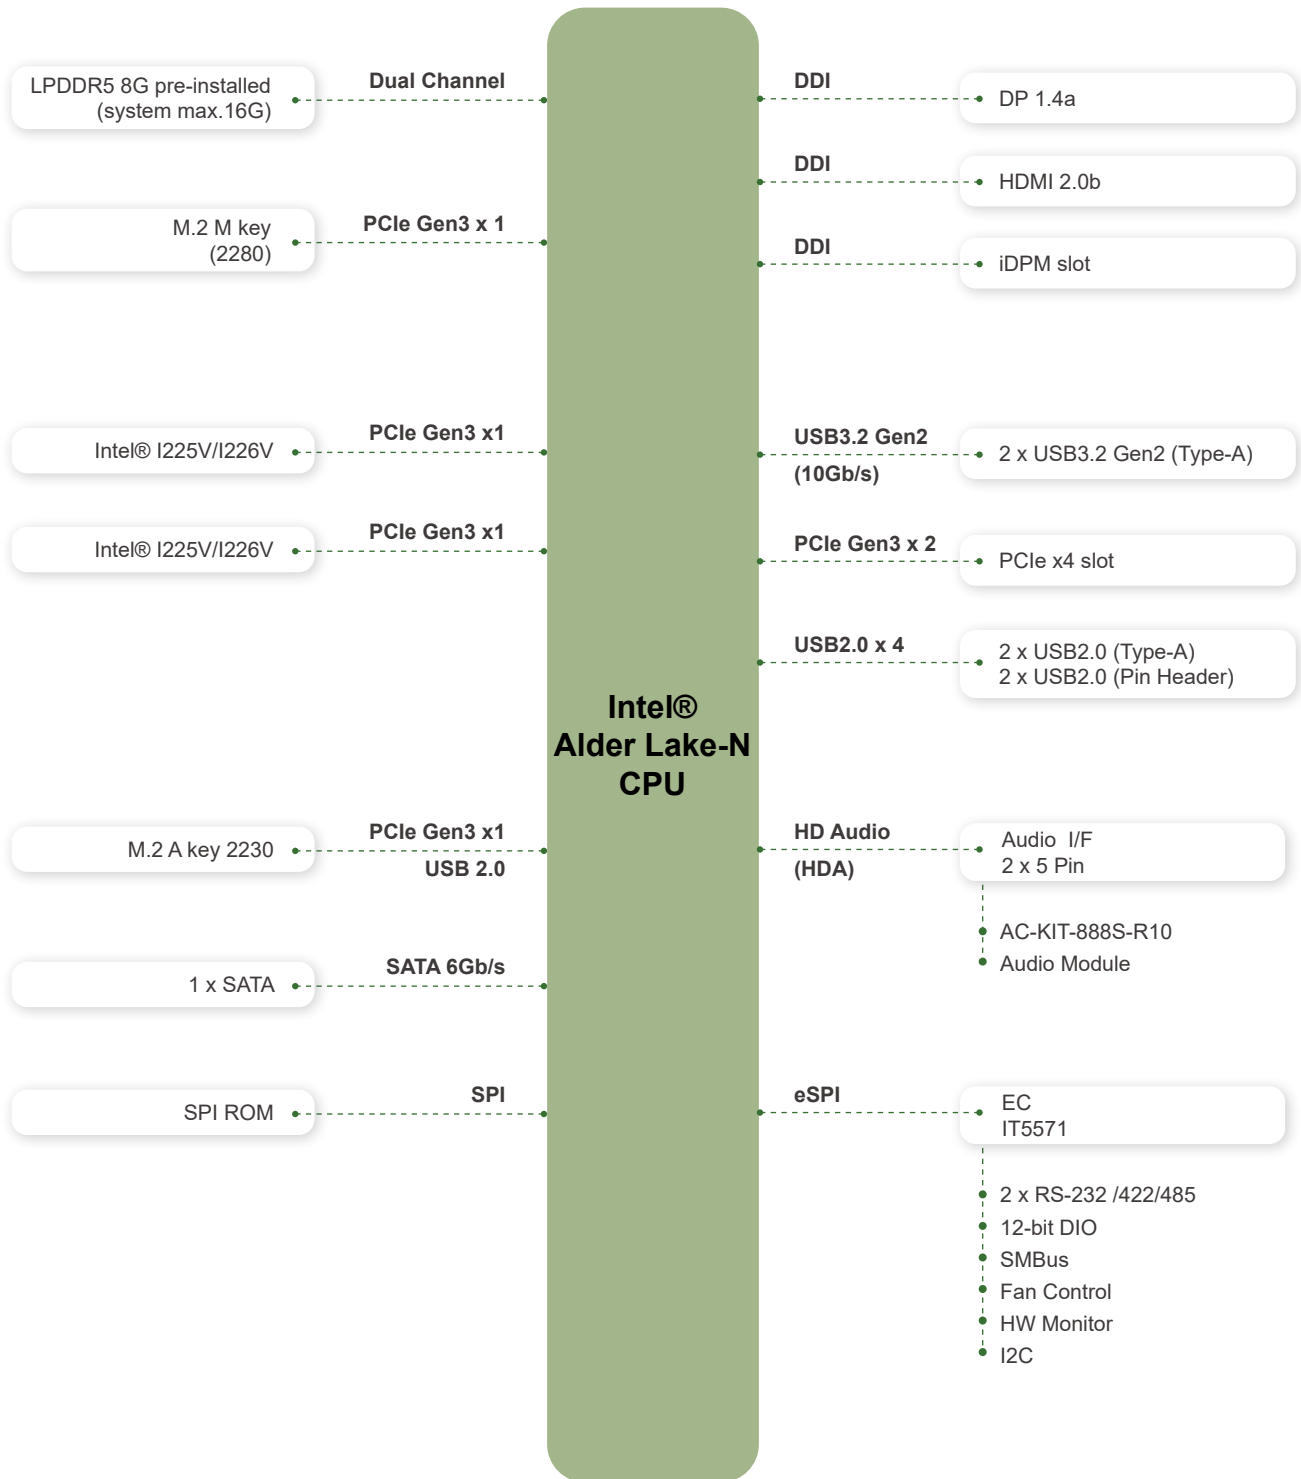 LPDDR5 8G pre-installed
(system max.16G)
Dual Channel
M.2 M key
(2280)
PCIe Gen3 x 1
Intel® I225V/I226V
PCIe Gen3 x1
Intel® I225V/I226V
PCIe Gen3 x1
M.2 A key 2230
PCIe Gen3 x1
USB 2.0
1 x SATA
SATA 6Gb/s
SPI ROM
SPI
Intel®
Alder Lake-N
CPU
DDI
DP 1.4a
DDI
HDMI 2.0b
DDI
iDPM slot
USB3.2 Gen2
(10Gb/s)
2 x USB3.2 Gen2 (Type-A)
PCIe Gen3 x 2
PCIe x4 slot
USB2.0 x 4
2 x USB2.0 (Type-A)
2 x USB2.0 (Pin Header)
HD Audio
(HDA)
Audio I/F
2 x 5 Pin
AC-KIT-888S-R10
Audio Module
eSPI
EC
IT5571
2 x RS-232 /422/485
12-bit DIO
SMBus
Fan Control
HW Monitor
I2C